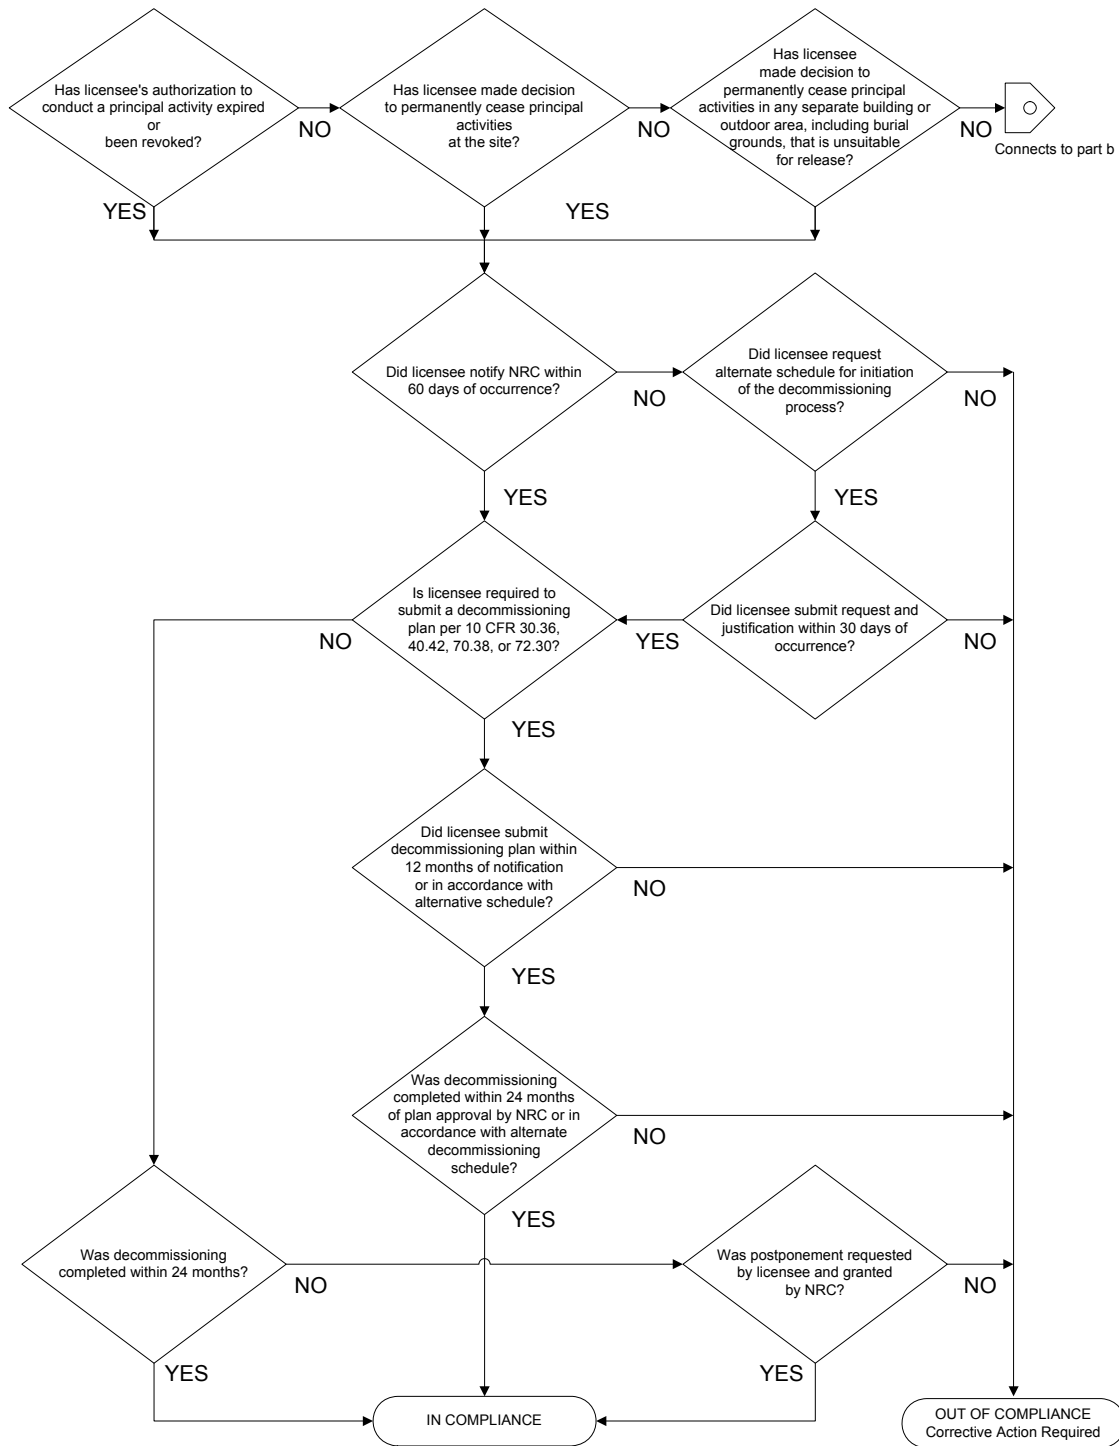 Has licensee's authorization to
conduct a principal activity expired
or
been revoked?
NO
Has licensee made decision
to permanently cease principal
activities
at the site?
NO
Has licensee
made decision to
permanently cease principal
activities in any separate building or
outdoor area, including burial
grounds, that is unsuitable
for release?
NO
Connects to part b
YES
YES
Did licensee notify NRC within
60 days of occurrence?
NO
Did licensee request
alternate schedule for initiation
of the decommissioning
process?
NO
YES
YES
Is licensee required to
submit a decommissioning
plan per 10 CFR 30.36,
40.42, 70.38, or 72.30?
NO
YES
Did licensee submit request and
justification within 30 days of
occurrence?
NO
YES
Did licensee submit
decommissioning plan within
12 months of notification
or in accordance with
alternative schedule?
NO
YES
Was decommissioning
completed within 24 months
of plan approval by NRC or in
accordance with alternate
decommissioning
schedule?
NO
YES
Was decommissioning
completed within 24 months?
NO
Was postponement requested
by licensee and granted
by NRC?
NO
YES
YES
IN COMPLIANCE
OUT OF COMPLIANCE
Corrective Action Required